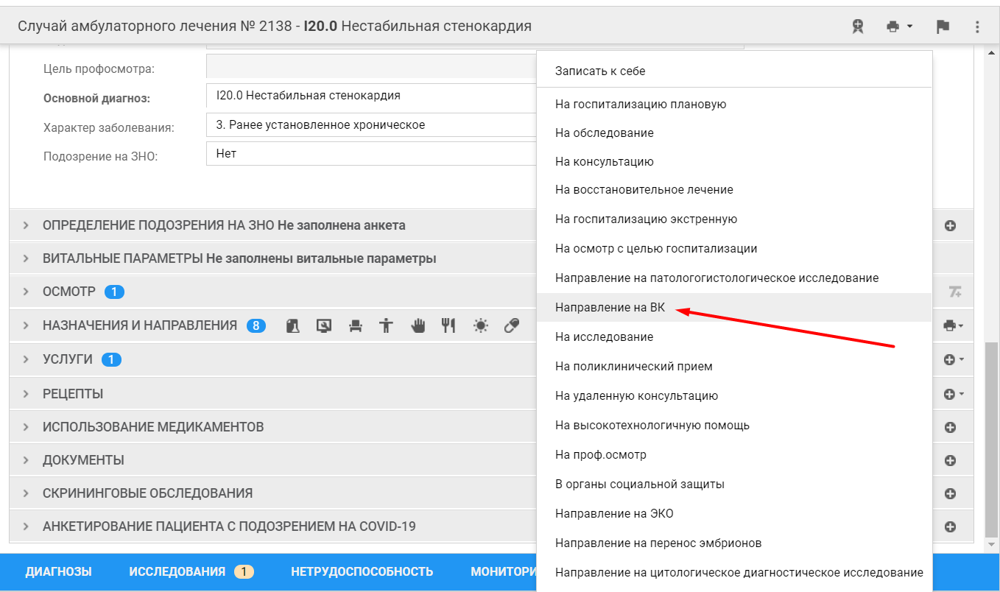 Случай амбулаторного лечения № 2138 - I20.0 Нестабильная стенокардия
Цель профосмотра:
Основной диагноз: I20.0 Нестабильная стенокардия
Характер заболевания: 3. Ранее установленное хроническое
Подозрение на ЗНО: Нет
ОПРЕДЕЛЕНИЕ ПОДОЗРЕНИЯ НА ЗНО Не заполнена анкета
ВИТАЛЬНЫЕ ПАРАМЕТРЫ Не заполнены витальные параметры
ОСМОТР 1
НАЗНАЧЕНИЯ И НАПРАВЛЕНИЯ 8
УСЛУГИ 1
РЕЦЕПТЫ
ИСПОЛЬЗОВАНИЕ МЕДИКАМЕНТОВ
ДОКУМЕНТЫ
СКРИНИНГОВЫЕ ОБСЛЕДОВАНИЯ
АНКЕТИРОВАНИЕ ПАЦИЕНТА С ПОДОЗРЕНИЕМ НА COVID-19
Записать к себе
На госпитализацию плановую
На обследование
На консультацию
На восстановительное лечение
На госпитализацию экстренную
На осмотр с целью госпитализации
Направление на патологогистологическое исследование
Направление на ВК
На исследование
На поликлинический прием
На удаленную консультацию
На высокотехнологичную помощь
На проф.осмотр
В органы социальной защиты
Направление на ЭКО
Направление на перенос эмбрионов
Направление на цитологическое диагностическое исследование
ДИАГНОЗЫ ИССЛЕДОВАНИЯ 1 НЕТРУДОСПОСОБНОСТЬ МОНИТОРИ